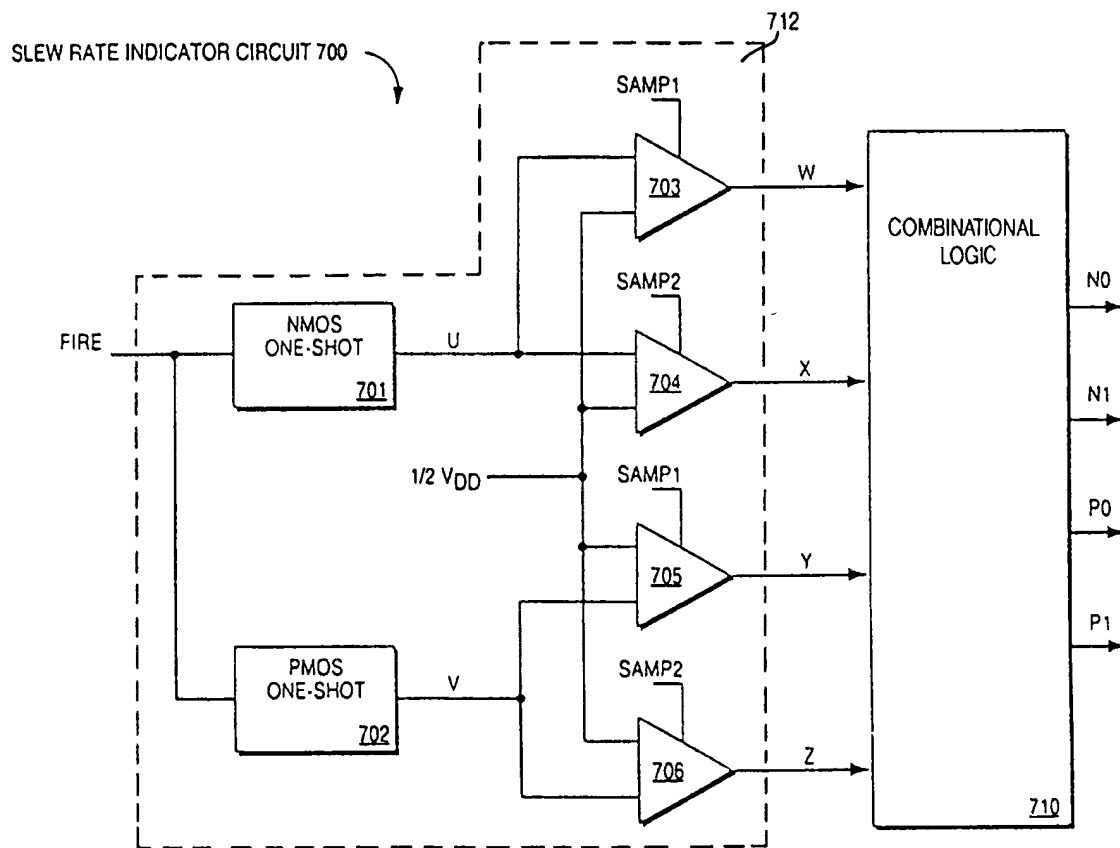 712
SLEW RATE INDICATOR CIRCUIT 700
SAMP1
703
W
COMBINATIONAL
LOGIC
SAMP2
N0
FIRE
NMOS
ONE-SHOT
701
U
704
X
N1
1/2 VDD
SAMP1
P0
705
Y
PMOS
ONE-SHOT
702
V
SAMP2
P1
706
Z
710